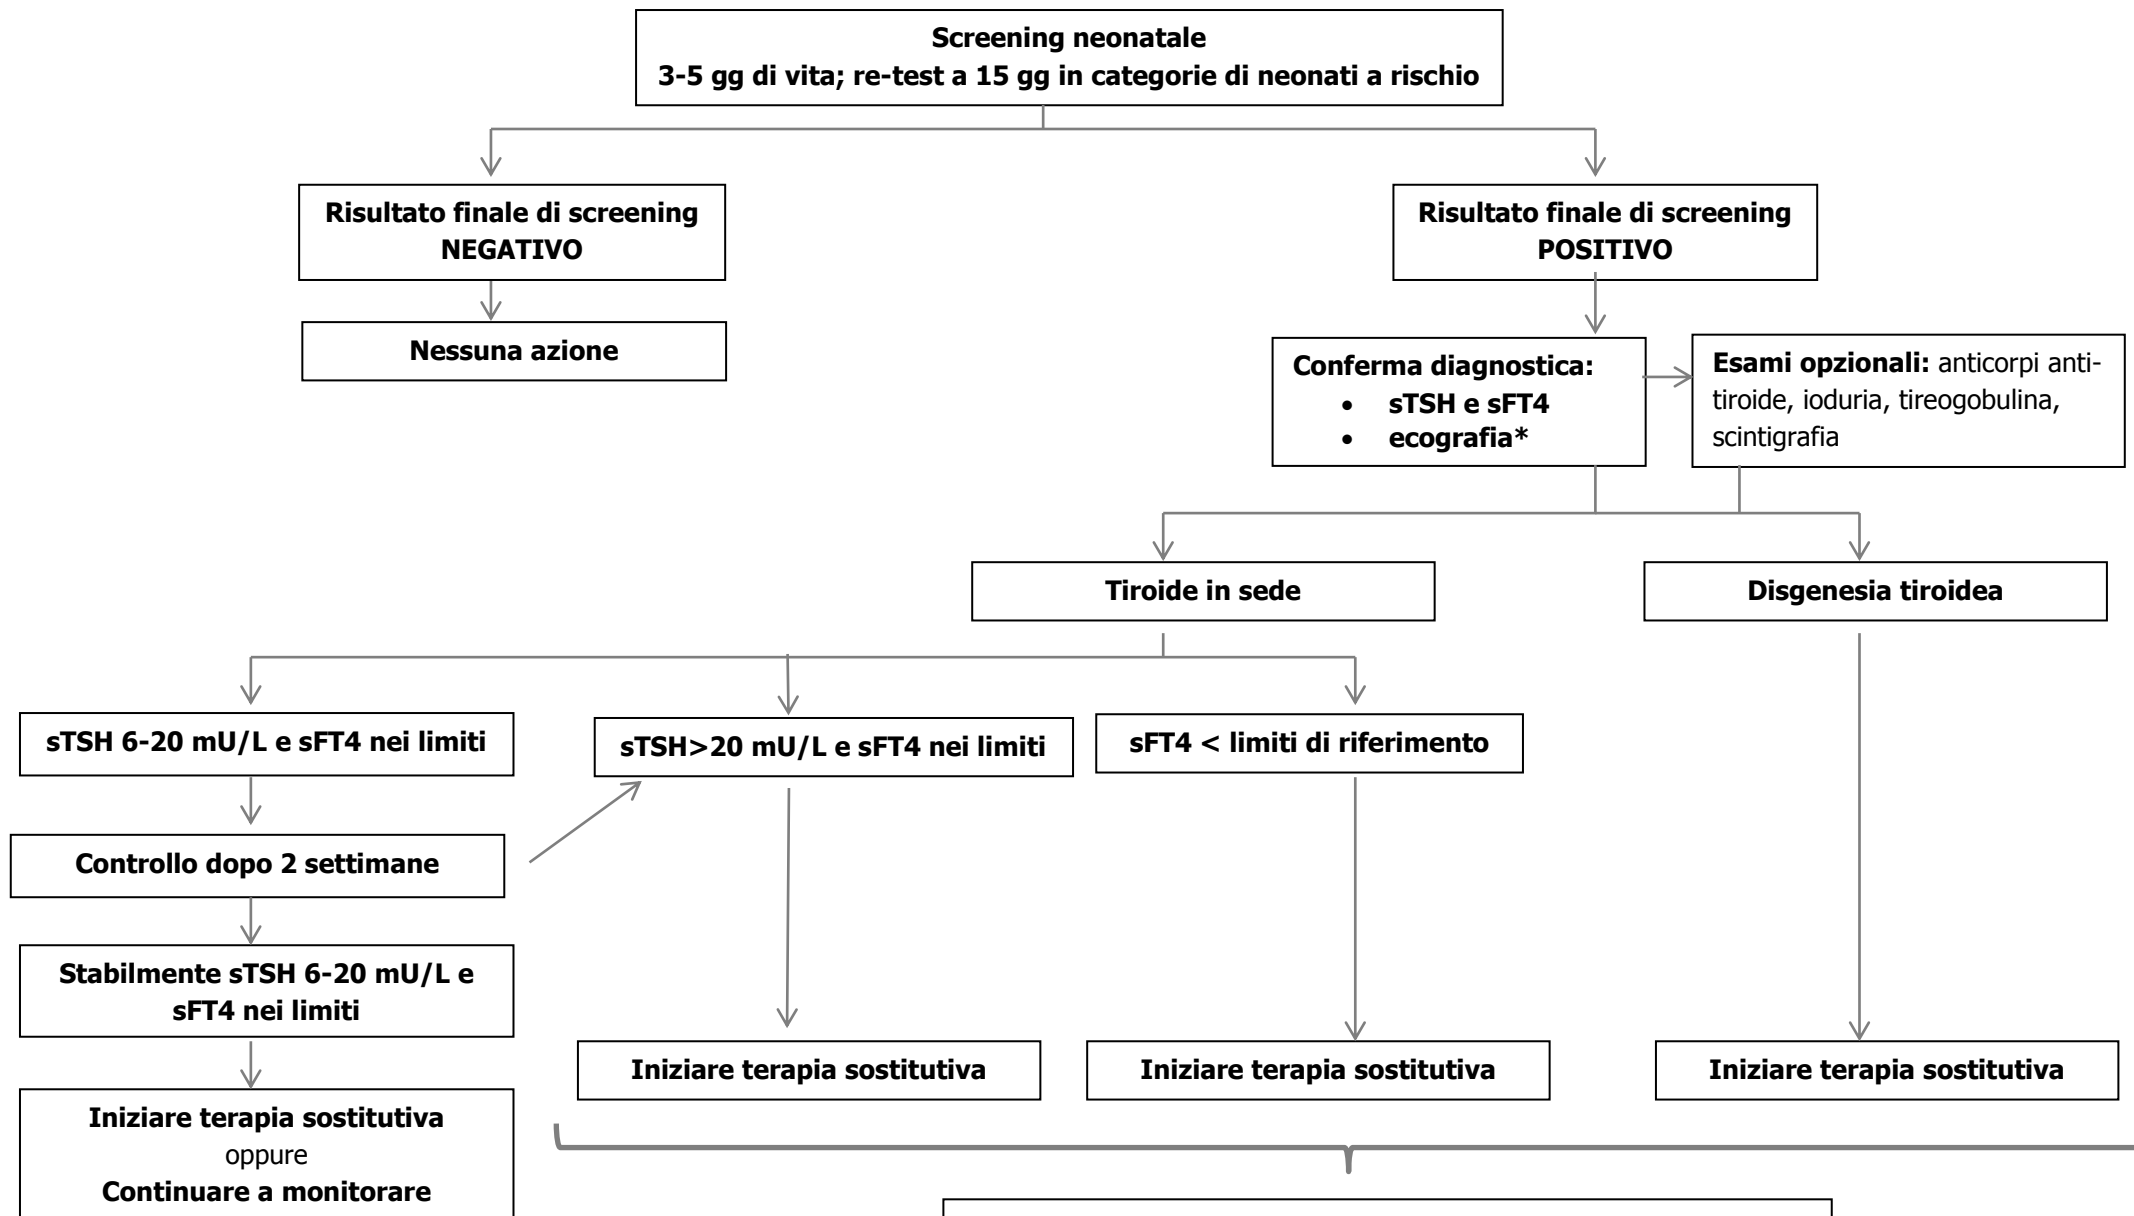 Screening neonatale
3-5 gg di vita; re-test a 15 gg in categorie di neonati a rischio
Risultato finale di screening
NEGATIVO
Risultato finale di screening
POSITIVO
Nessuna azione
Conferma diagnostica:
• sTSH e sFT4
• ecografia*
Esami opzionali: anticorpi anti-
tiroide, ioduria, tireogobulina,
scintigrafia
Tiroide in sede
Disgenesia tiroidea
sTSH 6-20 mU/L e sFT4 nei limiti
sTSH>20 mU/L e sFT4 nei limiti
sFT4 < limiti di riferimento
Controllo dopo 2 settimane
Stabilmente sTSH 6-20 mU/L e
sFT4 nei limiti
Iniziare terapia sostitutiva
Iniziare terapia sostitutiva
Iniziare terapia sostitutiva
Iniziare terapia sostitutiva
oppure
Continuare a monitorare